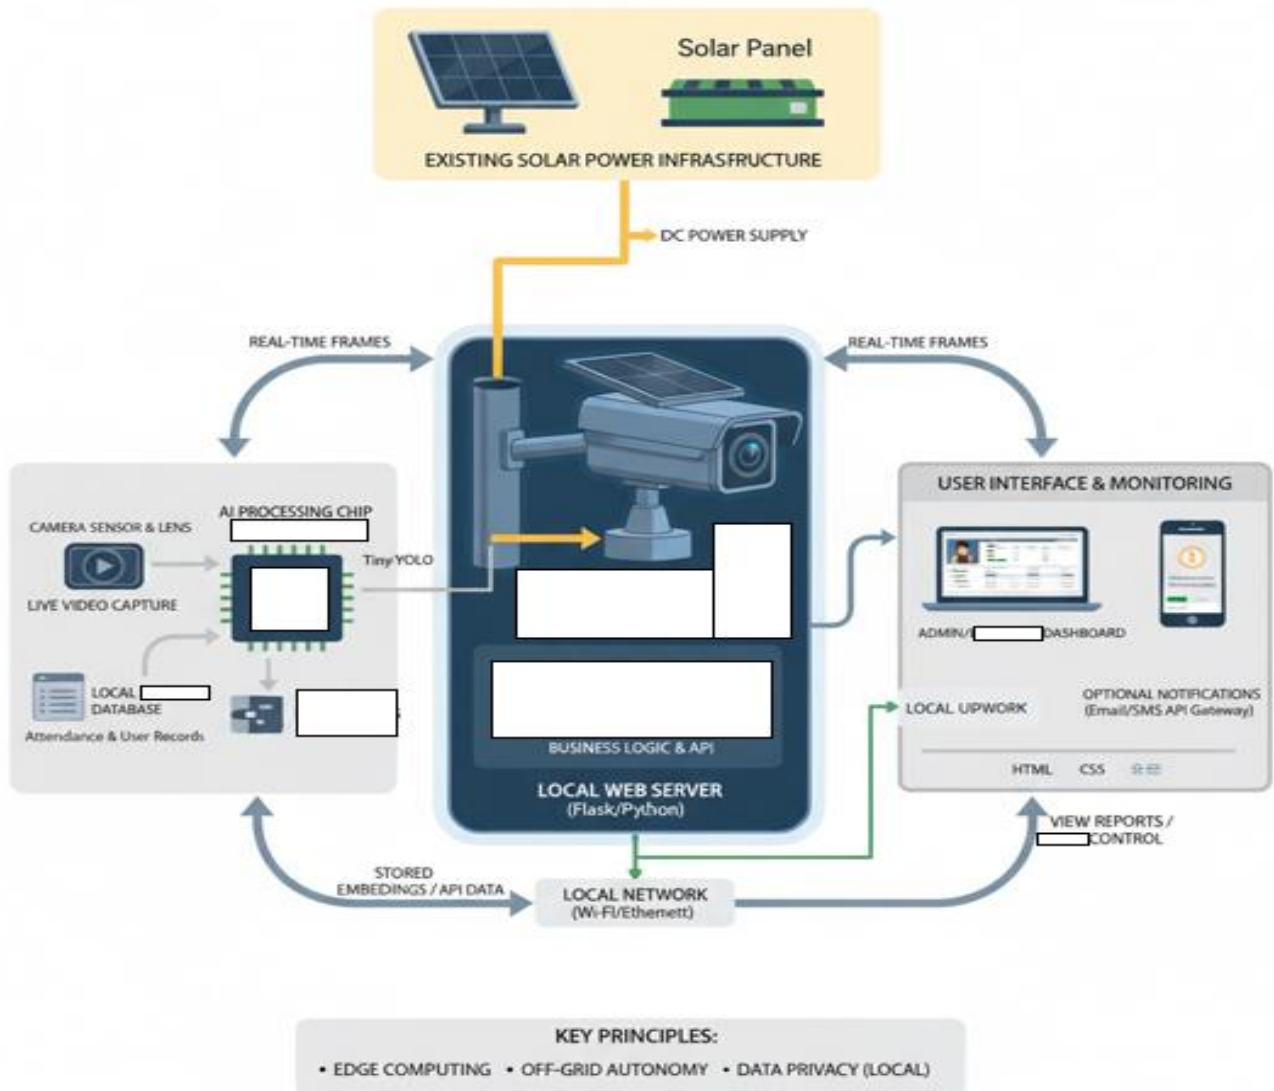 Solar Panel
EXISTING SOLAR POWER INFRASFRUCTURE
DC POWER SUPPLY
REAL-TIME FRAMES
REAL-TIME FRAMES
AI PROCESSING CHIP
CAMERA SENSOR & LENS
LIVE VIDEO CAPTURE
Tiny YOLO
LOCAL
DATABASE
Attendance & User Records
BUSINESS LOGIC & API
LOCAL WEB SERVER
(Flask/Python)
USER INTERFACE & MONITORING
ADMIN/
DASHBOARD
LOCAL UPWORK
OPTIONAL NOTIFICATIONS
(Email/SMS API Gateway)
HTML CSS
VIEW REPORTS /
CONTROL
STORED
EMBEDINGS / API DATA
LOCAL NETWORK
(Wi-FI/Ethernett)
KEY PRINCIPLES:
• EDGE COMPUTING • OFF-GRID AUTONOMY • DATA PRIVACY (LOCAL)